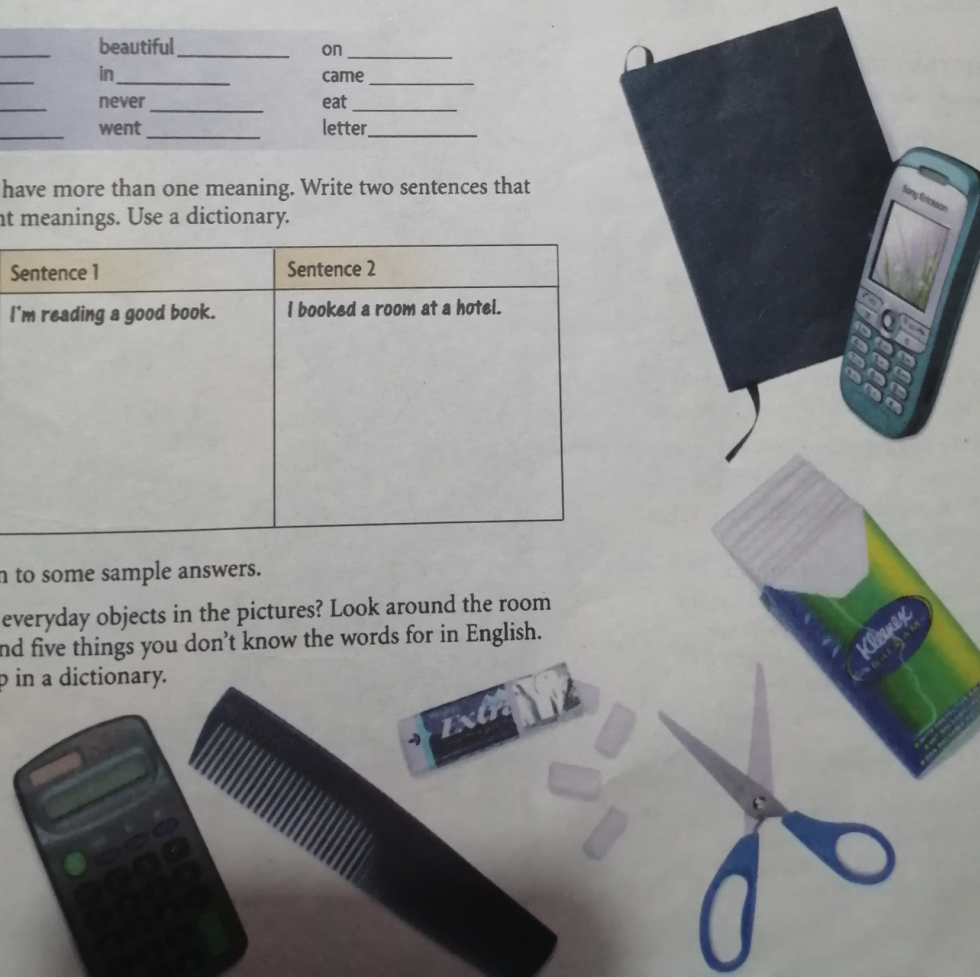 beautiful
on
in
came
never
eat
went
letter
have more than one meaning. Write two sentences that
nt meanings. Use a dictionary.
Sentence 1
Sentence 2
I'm reading a good book.
I booked a room at a hotel.
n to some sample answers.
everyday objects in the pictures? Look around the room
nd five things you don't know the words for in English.
p in a dictionary.
Sony Ericsson
Kleenex
BALSAM
Extra